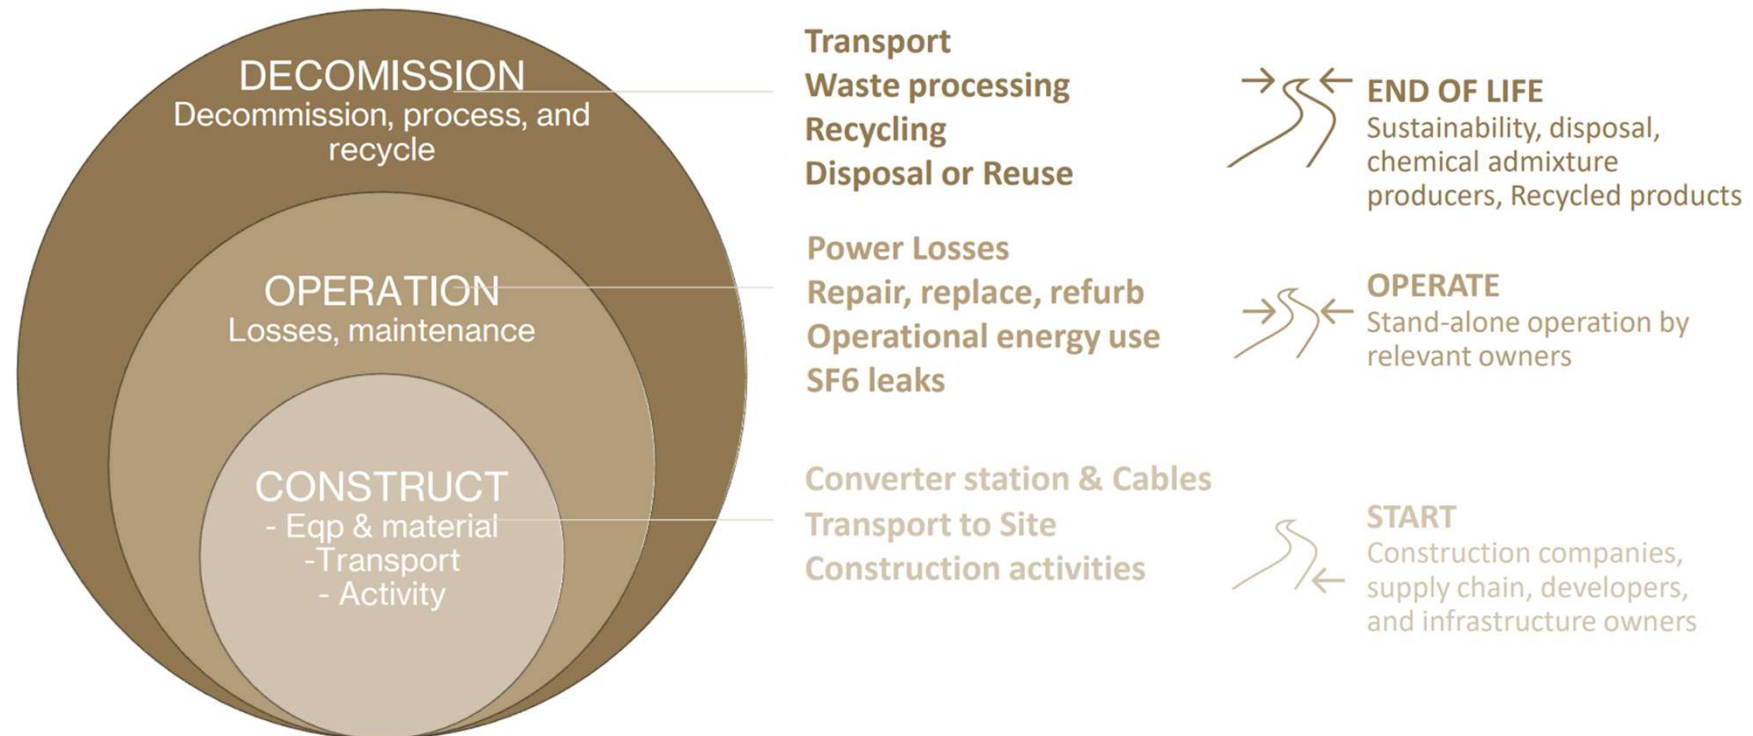 DECOMISSION
Decommission, process, and
recycle
OPERATION
Losses, maintenance
CONSTRUCT
- Eqp & material
-Transport
- Activity
Transport
Waste processing
Recycling
Disposal or Reuse
Power Losses
Repair, replace, refurb
Operational energy use
SF6 leaks
Converter station & Cables
Transport to Site
Construction activities
END OF LIFE
Sustainability, disposal,
chemical admixture
producers, Recycled products
OPERATE
Stand-alone operation by
relevant owners
START
Construction companies,
supply chain, developers,
and infrastructure owners